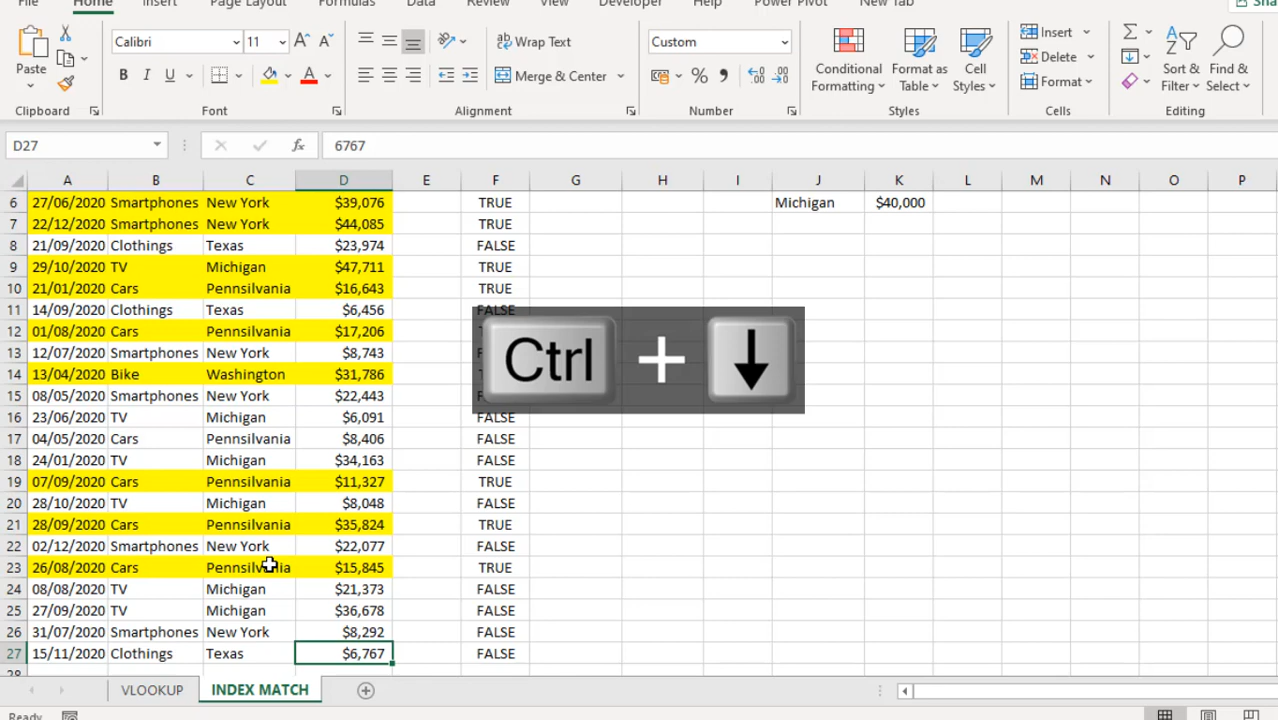 File Home Insert Page Layout Formulas Data Review View Developer Help Power Pivot New Tab
Calibri 11 A A Wrap Text Custom Insert
Paste B I U A Merge & Center % , Conditional Formatting Format as Table Cell Styles Delete Sort & Filter Find & Select
Format
Clipboard Font Alignment Number Styles Cells Editing
D27 fx 6767
A B C D E F G H I J K L M N O P
6 27/06/2020 Smartphones New York $39,076 TRUE Michigan $40,000
7 22/12/2020 Smartphones New York $44,085 TRUE
8 21/09/2020 Clothings Texas $23,974 FALSE
9 29/10/2020 TV Michigan $47,711 TRUE
10 21/01/2020 Cars Pennsilvania $16,643 TRUE
11 14/09/2020 Clothings Texas $6,456 FALSE
12 01/08/2020 Cars Pennsilvania $17,206
13 12/07/2020 Smartphones New York $8,743
14 13/04/2020 Bike Washington $31,786
15 08/05/2020 Smartphones New York $22,443
Ctrl + ↓
16 23/06/2020 TV Michigan $6,091 FALSE
17 04/05/2020 Cars Pennsilvania $8,406 FALSE
18 24/01/2020 TV Michigan $34,163 FALSE
19 07/09/2020 Cars Pennsilvania $11,327 TRUE
20 28/10/2020 TV Michigan $8,048 FALSE
21 28/09/2020 Cars Pennsilvania $35,824 TRUE
22 02/12/2020 Smartphones New York $22,077 FALSE
23 26/08/2020 Cars Pennsilvania $15,845 TRUE
24 08/08/2020 TV Michigan $21,373 FALSE
25 27/09/2020 TV Michigan $36,678 FALSE
26 31/07/2020 Smartphones New York $8,292 FALSE
27 15/11/2020 Clothings Texas $6,767 FALSE
28
VLOOKUP INDEX MATCH
Ready